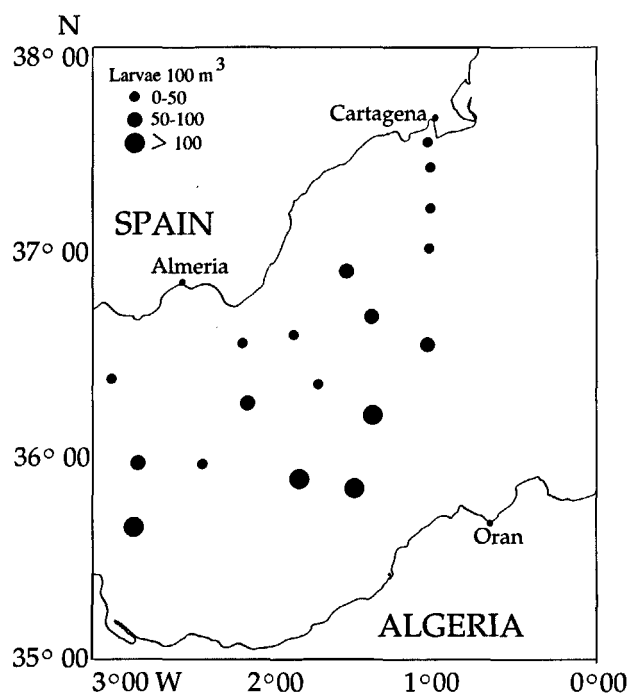 N
38° 00
Larvae 100 m³
0-50
50-100
> 100
Cartagena
SPAIN
37° 00
Almeria
36° 00
Oran
ALGERIA
35° 00
3°00 W 2°00 1°00 0°00